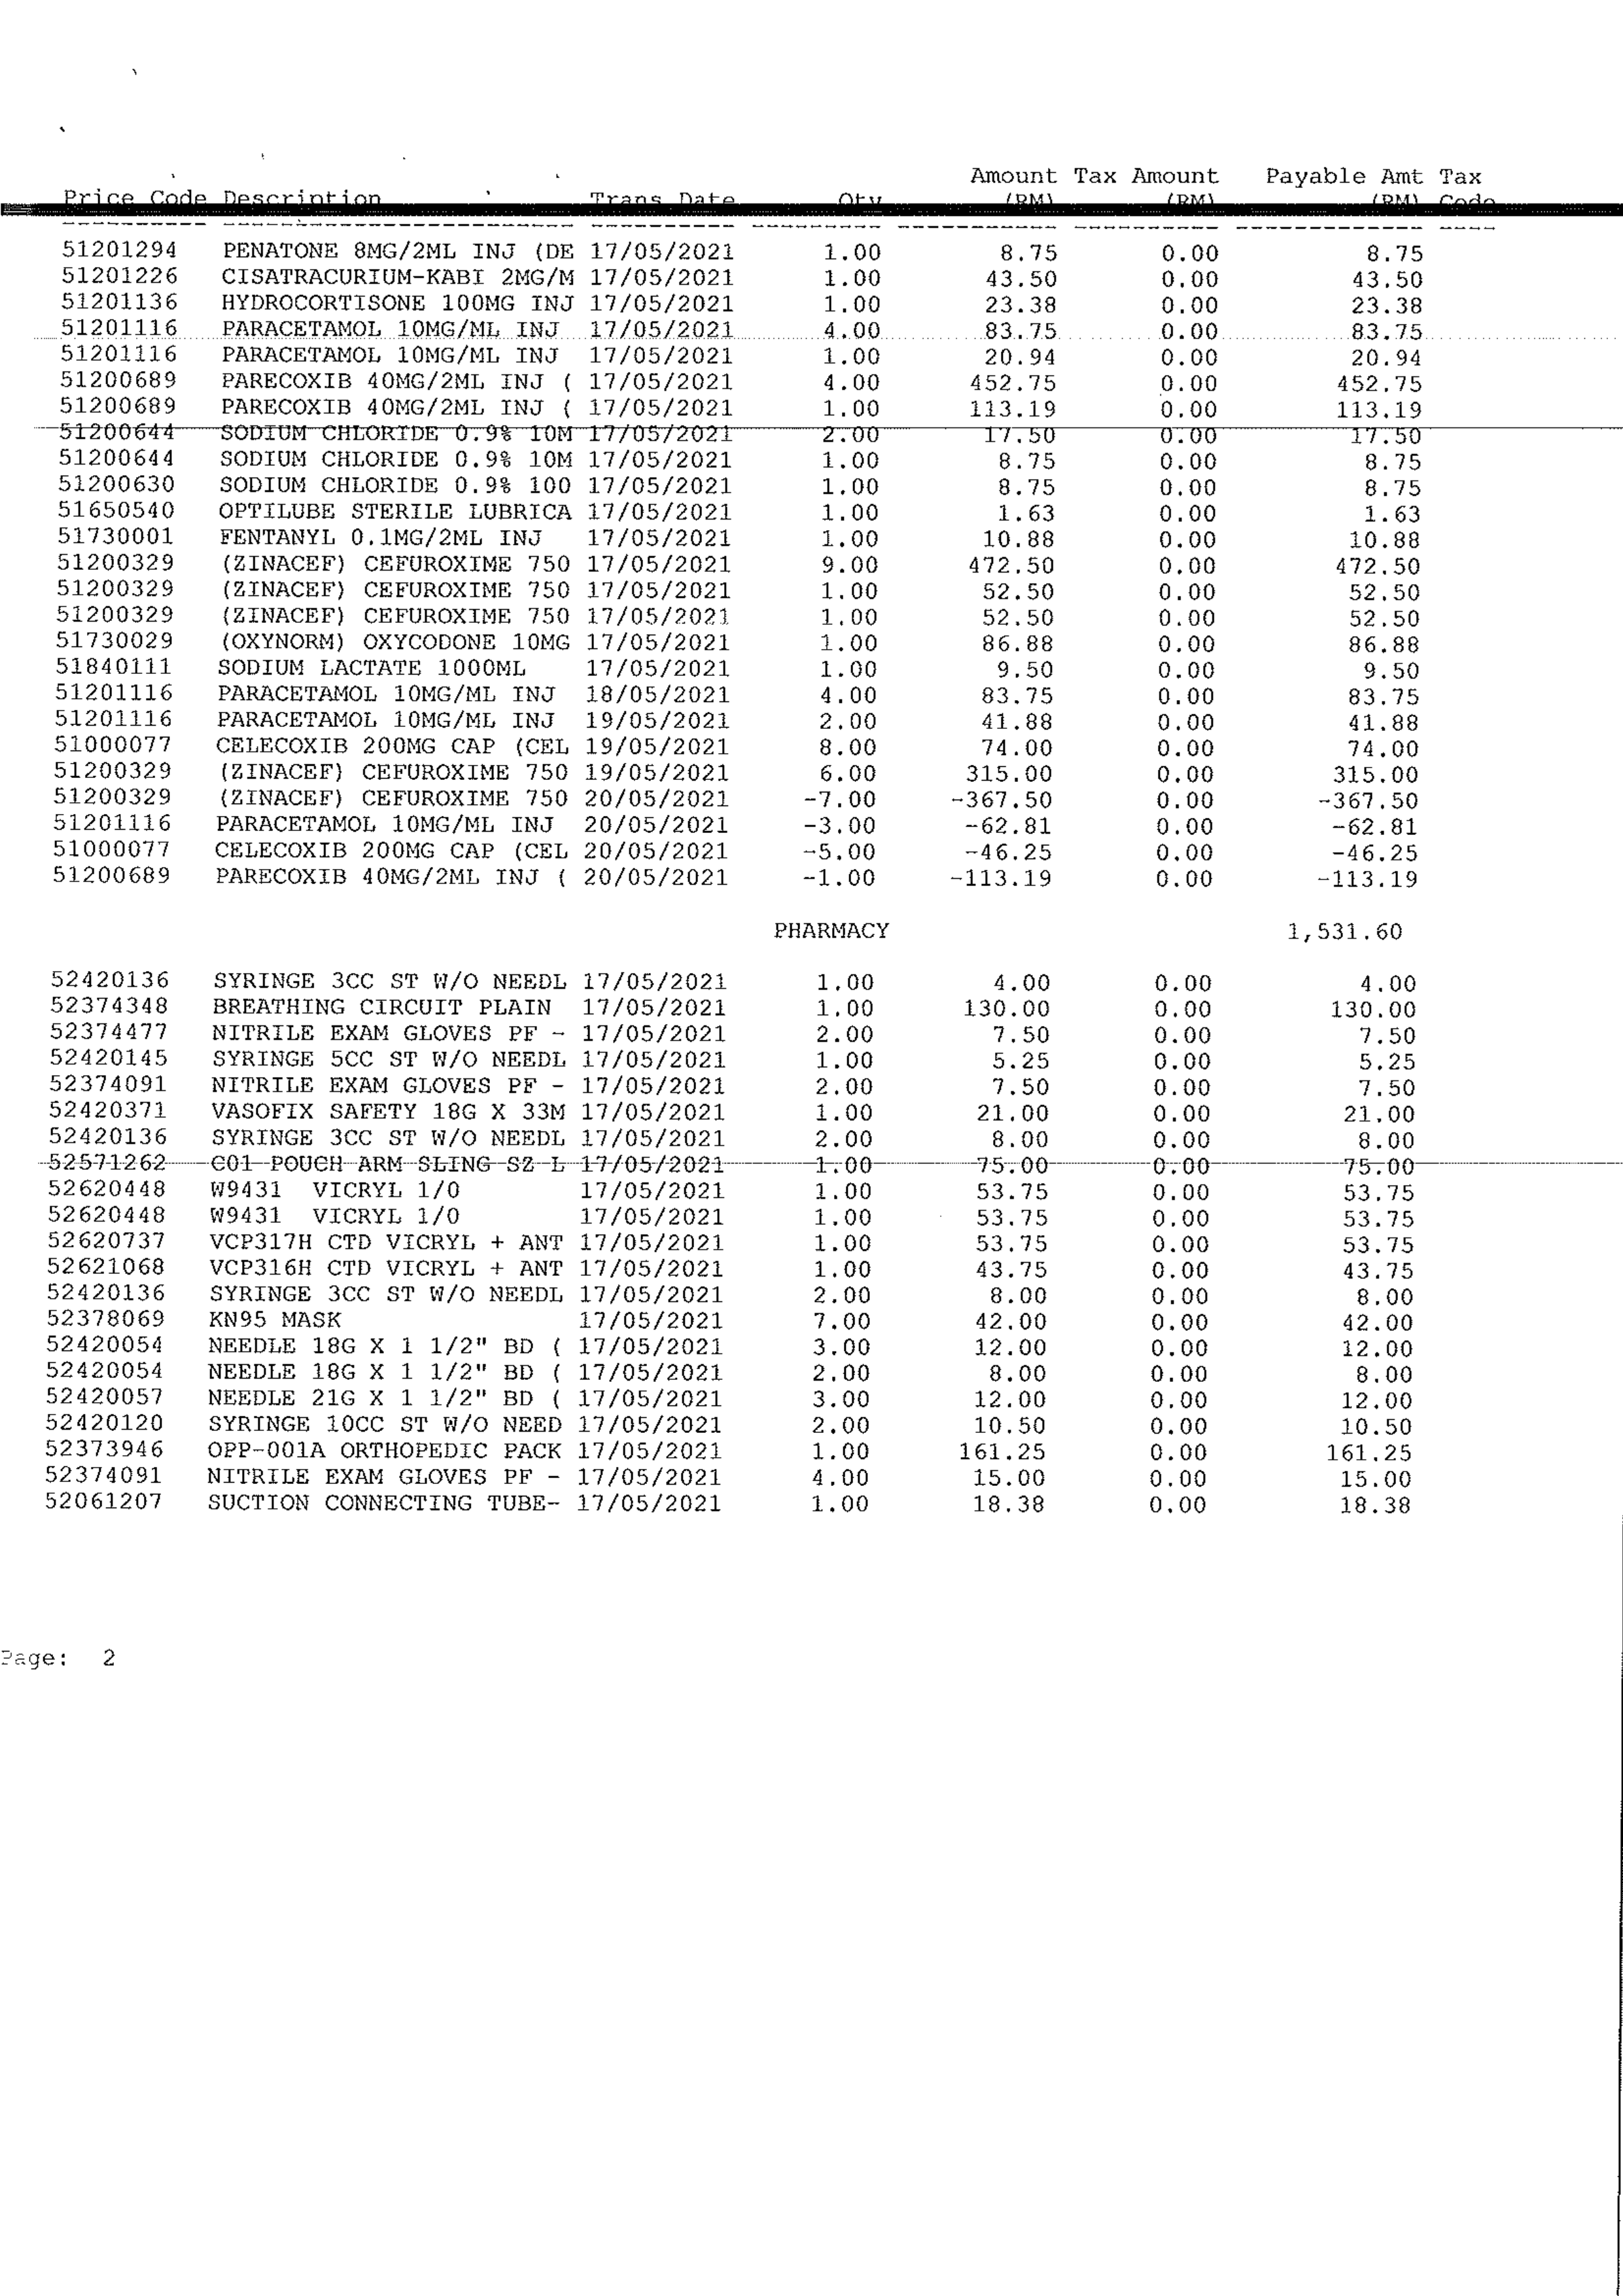 Amount Tax Amount Payable Amt Tax
Price Code Description Trans Date Qty (RM) (RM) (RM) Code
51201294 PENATONE 8MG/2ML INJ (DE 17/05/2021 1.00 8.75 0.00 8.75
51201226 CISATRACURIUM-KABI 2MG/M 17/05/2021 1.00 43.50 0.00 43.50
51201136 HYDROCORTISONE 100MG INJ 17/05/2021 1.00 23.38 0.00 23.38
51201116 PARACETAMOL 10MG/ML INJ 17/05/2021 4.00 83.75 0.00 83.75
51201116 PARACETAMOL 10MG/ML INJ 17/05/2021 1.00 20.94 0.00 20.94
51200689 PARECOXIB 40MG/2ML INJ ( 17/05/2021 4.00 452.75 0.00 452.75
51200689 PARECOXIB 40MG/2ML INJ ( 17/05/2021 1.00 113.19 0.00 113.19
51200644 SODIUM CHLORIDE 0.9% 10M 17/05/2021 2.00 17.50 0.00 17.50
51200644 SODIUM CHLORIDE 0.9% 10M 17/05/2021 1.00 8.75 0.00 8.75
51200630 SODIUM CHLORIDE 0.9% 100 17/05/2021 1.00 8.75 0.00 8.75
51650540 OPTILUBE STERILE LUBRICA 17/05/2021 1.00 1.63 0.00 1.63
51730001 FENTANYL 0.1MG/2ML INJ 17/05/2021 1.00 10.88 0.00 10.88
51200329 (ZINACEF) CEFUROXIME 750 17/05/2021 9.00 472.50 0.00 472.50
51200329 (ZINACEF) CEFUROXIME 750 17/05/2021 1.00 52.50 0.00 52.50
51200329 (ZINACEF) CEFUROXIME 750 17/05/2021 1.00 52.50 0.00 52.50
51730029 (OXYNORM) OXYCODONE 10MG 17/05/2021 1.00 86.88 0.00 86.88
51840111 SODIUM LACTATE 1000ML 17/05/2021 1.00 9.50 0.00 9.50
51201116 PARACETAMOL 10MG/ML INJ 18/05/2021 4.00 83.75 0.00 83.75
51201116 PARACETAMOL 10MG/ML INJ 19/05/2021 2.00 41.88 0.00 41.88
51000077 CELECOXIB 200MG CAP (CEL 19/05/2021 8.00 74.00 0.00 74.00
51200329 (ZINACEF) CEFUROXIME 750 19/05/2021 6.00 315.00 0.00 315.00
51200329 (ZINACEF) CEFUROXIME 750 20/05/2021 -7.00 -367.50 0.00 -367.50
51201116 PARACETAMOL 10MG/ML INJ 20/05/2021 -3.00 -62.81 0.00 -62.81
51000077 CELECOXIB 200MG CAP (CEL 20/05/2021 -5.00 -46.25 0.00 -46.25
51200689 PARECOXIB 40MG/2ML INJ ( 20/05/2021 -1.00 -113.19 0.00 -113.19
PHARMACY 1,531.60
52420136 SYRINGE 3CC ST W/O NEEDL 17/05/2021 1.00 4.00 0.00 4.00
52374348 BREATHING CIRCUIT PLAIN 17/05/2021 1.00 130.00 0.00 130.00
52374477 NITRILE EXAM GLOVES PF - 17/05/2021 2.00 7.50 0.00 7.50
52420145 SYRINGE 5CC ST W/O NEEDL 17/05/2021 1.00 5.25 0.00 5.25
52374091 NITRILE EXAM GLOVES PF - 17/05/2021 2.00 7.50 0.00 7.50
52420371 VASOFIX SAFETY 18G X 33M 17/05/2021 1.00 21.00 0.00 21.00
52420136 SYRINGE 3CC ST W/O NEEDL 17/05/2021 2.00 8.00 0.00 8.00
52571262 C01 POUCH ARM SLING SZ L 17/05/2021 1.00 75.00 0.00 75.00
52620448 W9431 VICRYL 1/0 17/05/2021 1.00 53.75 0.00 53.75
52620448 W9431 VICRYL 1/0 17/05/2021 1.00 53.75 0.00 53.75
52620737 VCP317H CTD VICRYL + ANT 17/05/2021 1.00 53.75 0.00 53.75
52621068 VCP316H CTD VICRYL + ANT 17/05/2021 1.00 43.75 0.00 43.75
52420136 SYRINGE 3CC ST W/O NEEDL 17/05/2021 2.00 8.00 0.00 8.00
52378069 KN95 MASK 17/05/2021 7.00 42.00 0.00 42.00
52420054 NEEDLE 18G X 1 1/2" BD ( 17/05/2021 3.00 12.00 0.00 12.00
52420054 NEEDLE 18G X 1 1/2" BD ( 17/05/2021 2.00 8.00 0.00 8.00
52420057 NEEDLE 21G X 1 1/2" BD ( 17/05/2021 3.00 12.00 0.00 12.00
52420120 SYRINGE 10CC ST W/O NEED 17/05/2021 2.00 10.50 0.00 10.50
52373946 OPP-001A ORTHOPEDIC PACK 17/05/2021 1.00 161.25 0.00 161.25
52374091 NITRILE EXAM GLOVES PF - 17/05/2021 4.00 15.00 0.00 15.00
52061207 SUCTION CONNECTING TUBE- 17/05/2021 1.00 18.38 0.00 18.38
Page: 2